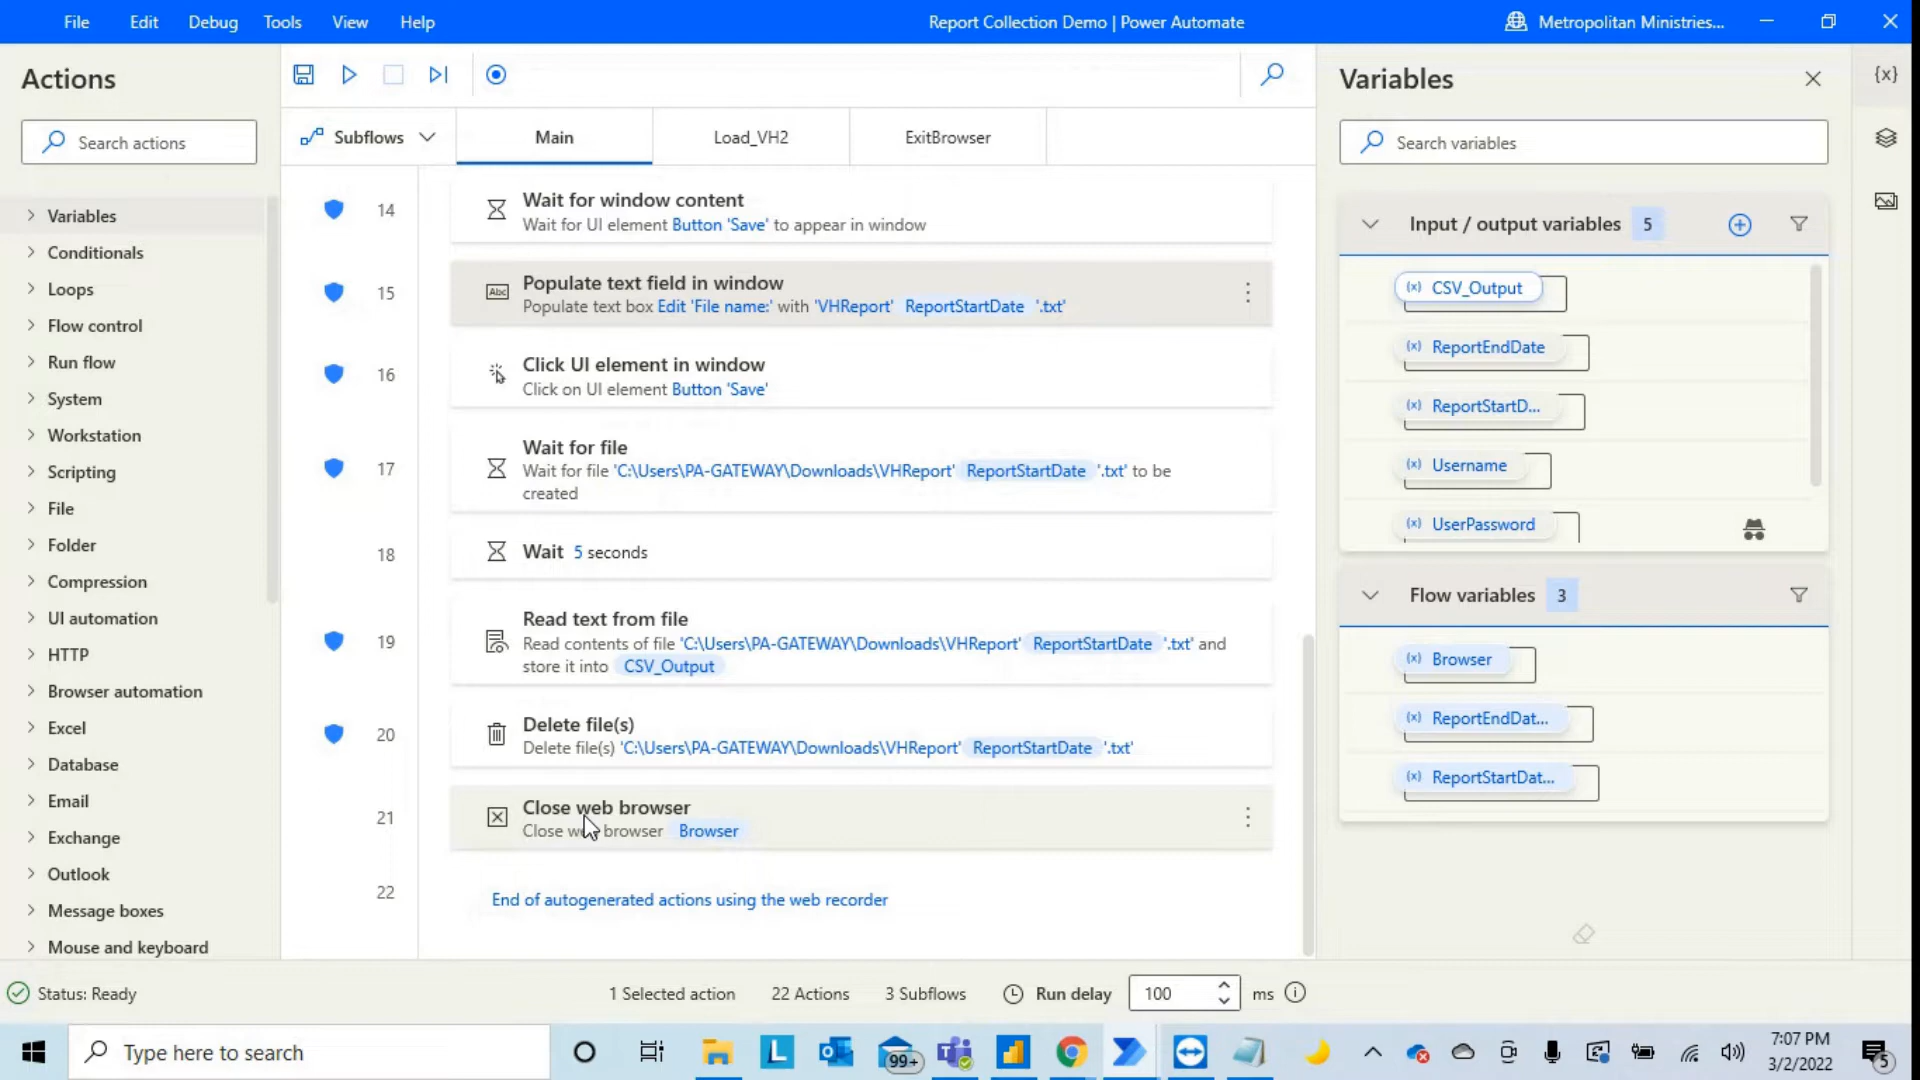 File Edit Debug Tools View Help
Report Collection Demo | Power Automate
Metropolitan Ministries...
Actions
Search actions
Variables
Conditionals
Loops
Flow control
Run flow
System
Workstation
Scripting
File
Folder
Compression
UI automation
HTTP
Browser automation
Excel
Database
Email
Exchange
Outlook
Message boxes
Mouse and keyboard
Subflows
Main
Load_VH2
ExitBrowser
14
Wait for window content
Wait for UI element Button 'Save' to appear in window
15
Abc
Populate text field in window
Populate text box Edit 'File name:' with 'VHReport' ReportStartDate '.txt'
16
Click UI element in window
Click on UI element Button 'Save'
17
Wait for file
Wait for file 'C:\Users\PA-GATEWAY\Downloads\VHReport' ReportStartDate '.txt' to be
created
18
Wait 5 seconds
19
Read text from file
Read contents of file 'C:\Users\PA-GATEWAY\Downloads\VHReport' ReportStartDate '.txt' and
store it into CSV_Output
20
Delete file(s)
Delete file(s) 'C:\Users\PA-GATEWAY\Downloads\VHReport' ReportStartDate '.txt'
21
Close web browser
Close web browser Browser
22
End of autogenerated actions using the web recorder
Variables
{x}
Search variables
Input / output variables 5
(x) CSV_Output
(x) ReportEndDate
(x) ReportStartD...
(x) Username
(x) UserPassword
Flow variables 3
(x) Browser
(x) ReportEndDat...
(x) ReportStartDat...
Status: Ready
1 Selected action
22 Actions
3 Subflows
Run delay 100 ms
Type here to search
L
99+
7:07 PM
3/2/2022
5